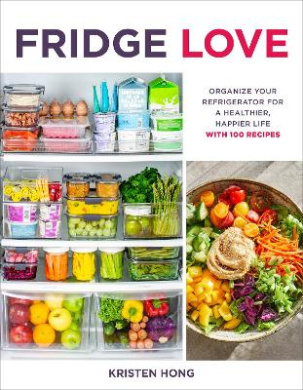 FRIDGE LOVE
ORGANIZE YOUR
REFRIGERATOR FOR
A HEALTHIER,
HAPPIER LIFE
WITH 100 RECIPES
KRISTEN HONG